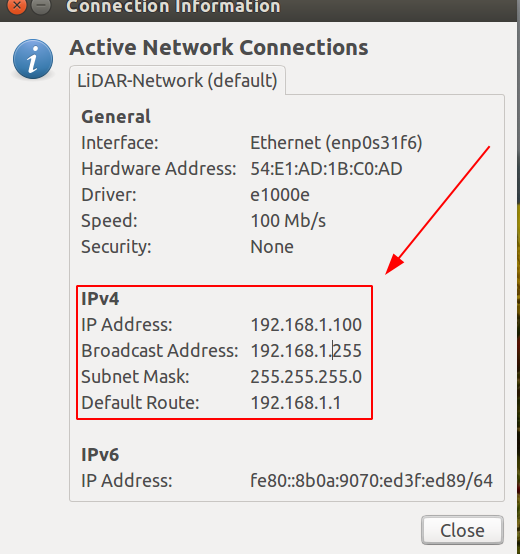 Connection Information
Active Network Connections
LiDAR-Network (default)
General
Interface: Ethernet (enp0s31f6)
Hardware Address: 54:E1:AD:1B:C0:AD
Driver: e1000e
Speed: 100 Mb/s
Security: None
IPv4
IP Address: 192.168.1.100
Broadcast Address: 192.168.1.255
Subnet Mask: 255.255.255.0
Default Route: 192.168.1.1
IPv6
IP Address: fe80::8b0a:9070:ed3f:ed89/64
Close